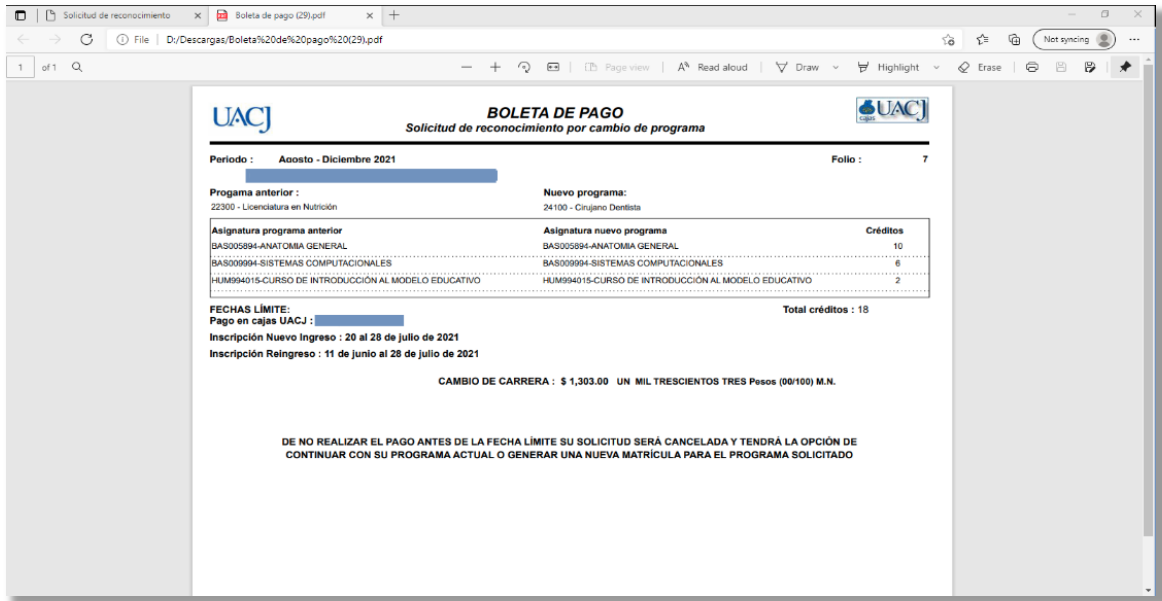 Solicitud de reconocimiento
Boleta de pago (29).pdf
File D:/Descargas/Boleta%20de%20pago%20(29).pdf
Not syncing
1 of 1
Page view
Read aloud
Draw
Highlight
Erase
UACJ
BOLETA DE PAGO
cajas UACJ
Solicitud de reconocimiento por cambio de programa
Periodo : Agosto - Diciembre 2021 Folio : 7
Progama anterior : Nuevo programa:
22300 - Licenciatura en Nutrición 24100 - Cirujano Dentista
Asignatura programa anterior Asignatura nuevo programa Créditos
BAS005894-ANATOMIA GENERAL BAS005894-ANATOMIA GENERAL 10
BAS009994-SISTEMAS COMPUTACIONALES BAS009994-SISTEMAS COMPUTACIONALES 6
HUM994015-CURSO DE INTRODUCCIÓN AL MODELO EDUCATIVO HUM994015-CURSO DE INTRODUCCIÓN AL MODELO EDUCATIVO 2
FECHAS LÍMITE: Total créditos : 18
Pago en cajas UACJ :
Inscripción Nuevo Ingreso : 20 al 28 de julio de 2021
Inscripción Reingreso : 11 de junio al 28 de julio de 2021
CAMBIO DE CARRERA : $ 1,303.00 UN MIL TRESCIENTOS TRES Pesos (00/100) M.N.
DE NO REALIZAR EL PAGO ANTES DE LA FECHA LÍMITE SU SOLICITUD SERÁ CANCELADA Y TENDRÁ LA OPCIÓN DE
CONTINUAR CON SU PROGRAMA ACTUAL O GENERAR UNA NUEVA MATRÍCULA PARA EL PROGRAMA SOLICITADO